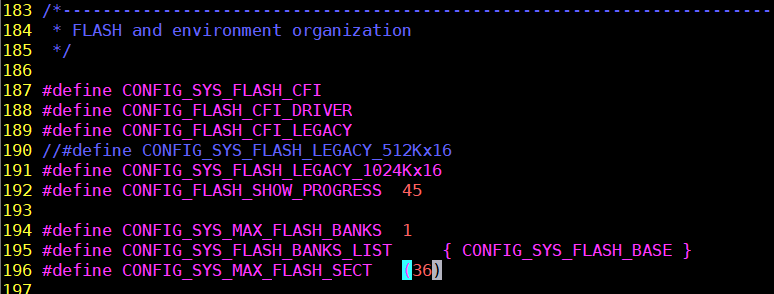 183 /*-----------------------------------------------------------------------
184  * FLASH and environment organization
185  */
186
187 #define CONFIG_SYS_FLASH_CFI
188 #define CONFIG_FLASH_CFI_DRIVER
189 #define CONFIG_FLASH_CFI_LEGACY
190 //#define CONFIG_SYS_FLASH_LEGACY_512Kx16
191 #define CONFIG_SYS_FLASH_LEGACY_1024Kx16
192 #define CONFIG_FLASH_SHOW_PROGRESS  45
193
194 #define CONFIG_SYS_MAX_FLASH_BANKS  1
195 #define CONFIG_SYS_FLASH_BANKS_LIST     { CONFIG_SYS_FLASH_BASE }
196 #define CONFIG_SYS_MAX_FLASH_SECT   (36)
197